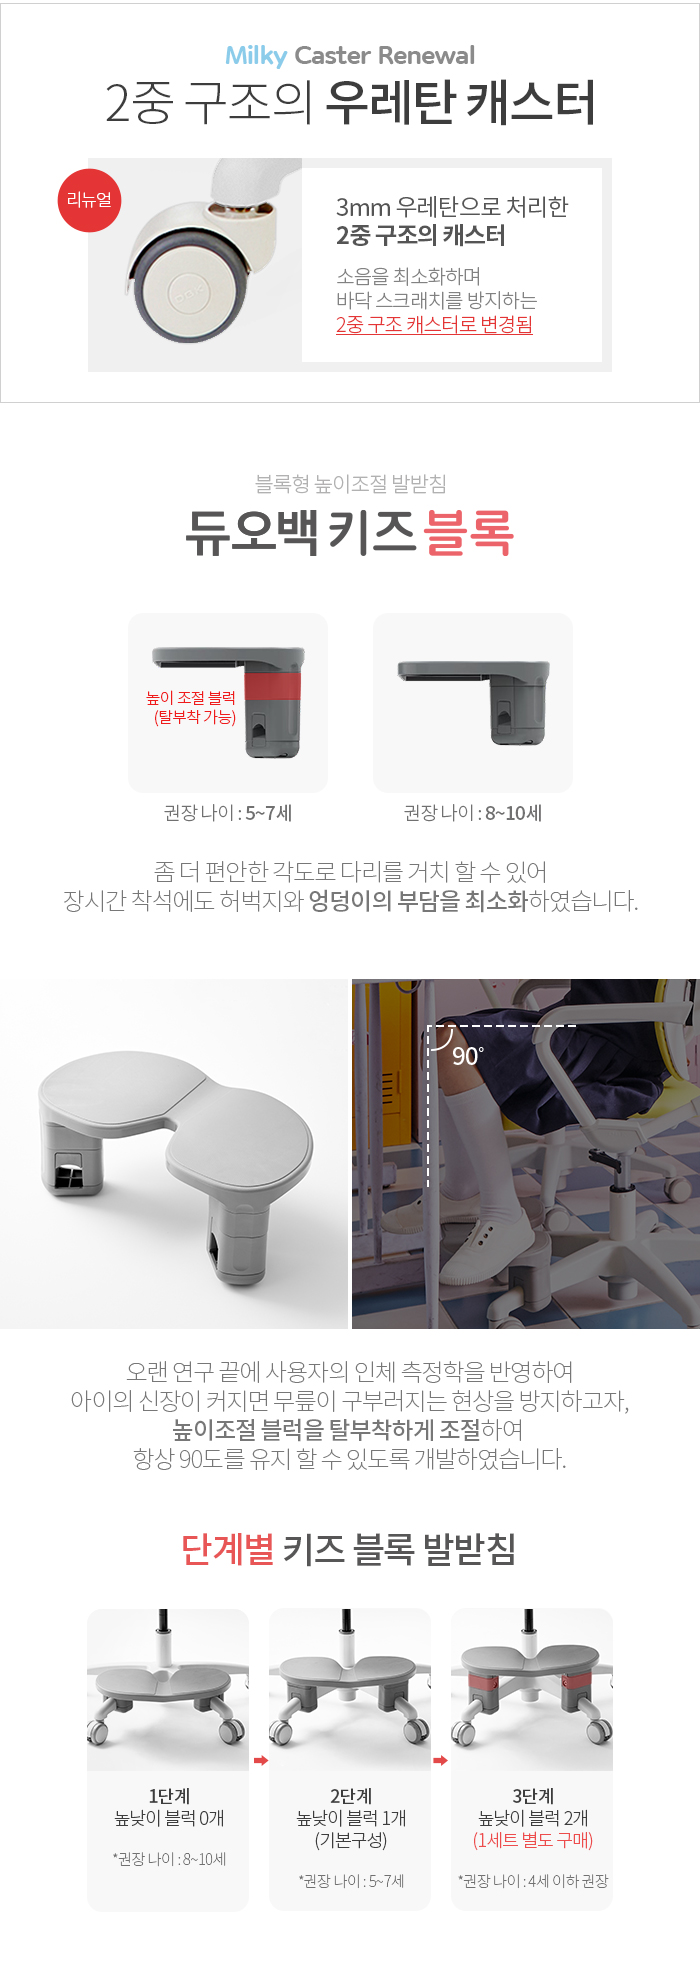 Milky Caster Renewal
2중 구조의 우레탄 캐스터
리뉴얼
3mm 우레탄으로 처리한
2중 구조의 캐스터
소음을 최소화하며
바닥 스크래치를 방지하는
2중 구조 캐스터로 변경됨
블록형 높이조절 발받침
듀오백 키즈 블록
높이 조절 블럭
(탈부착 가능)
권장 나이 : 5~7세
권장 나이 : 8~10세
좀 더 편안한 각도로 다리를 거치 할 수 있어
장시간 착석에도 허벅지와 엉덩이의 부담을 최소화하였습니다.
90°
오랜 연구 끝에 사용자의 인체 측정학을 반영하여
아이의 신장이 커지면 무릎이 구부러지는 현상을 방지하고자,
높이조절 블럭을 탈부착하게 조절하여
항상 90도를 유지 할 수 있도록 개발하였습니다.
단계별 키즈 블록 발받침
1단계
높낮이 블럭 0개
*권장 나이 : 8~10세
2단계
높낮이 블럭 1개
(기본구성)
*권장 나이 : 5~7세
3단계
높낮이 블럭 2개
(1세트 별도 구매)
*권장 나이 : 4세 이하 권장